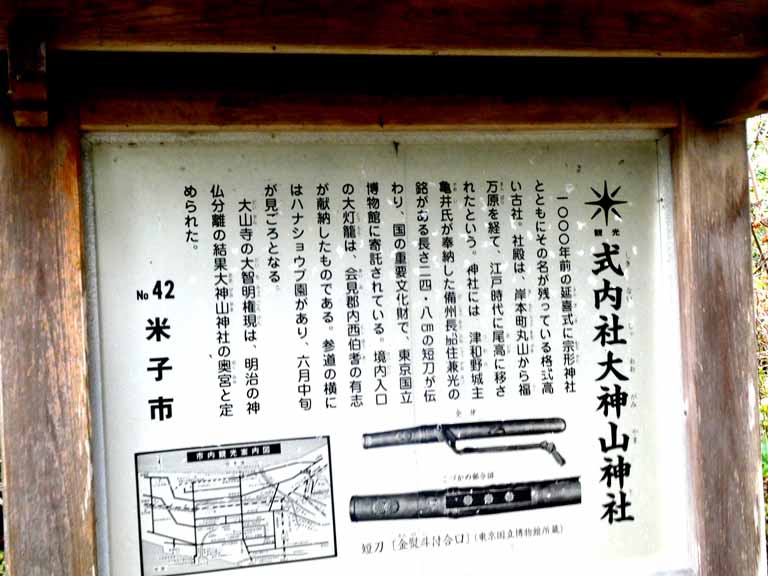 観光
式内社大神山神社
一〇〇〇年前の延喜式に宗形神社
とともにその名が残っている格式高
い古社。社殿は、岸本町丸山から福
万原を経て、江戸時代に尾高に移さ
れたという。神社には 津和野城主
亀井氏が奉納した備州長船住兼光の
銘がある長さ二四・八㎝の短刀が伝
わり、国の重要文化財で、東京国立
博物館に寄託されている。境内入口
の大灯籠は、会見郡内西伯耆の有志
が献納したものである。参道の横に
はハナショウブ園があり、六月中旬
が見ごろとなる。
大山寺の大智明権現は、明治の神
仏分離の結果大神山神社の奥宮と定
められた。
No 42
米子市
全身
こづかの部分図
短刀［金熨斗付合口］（東京国立博物館所蔵）
市内観光案内図